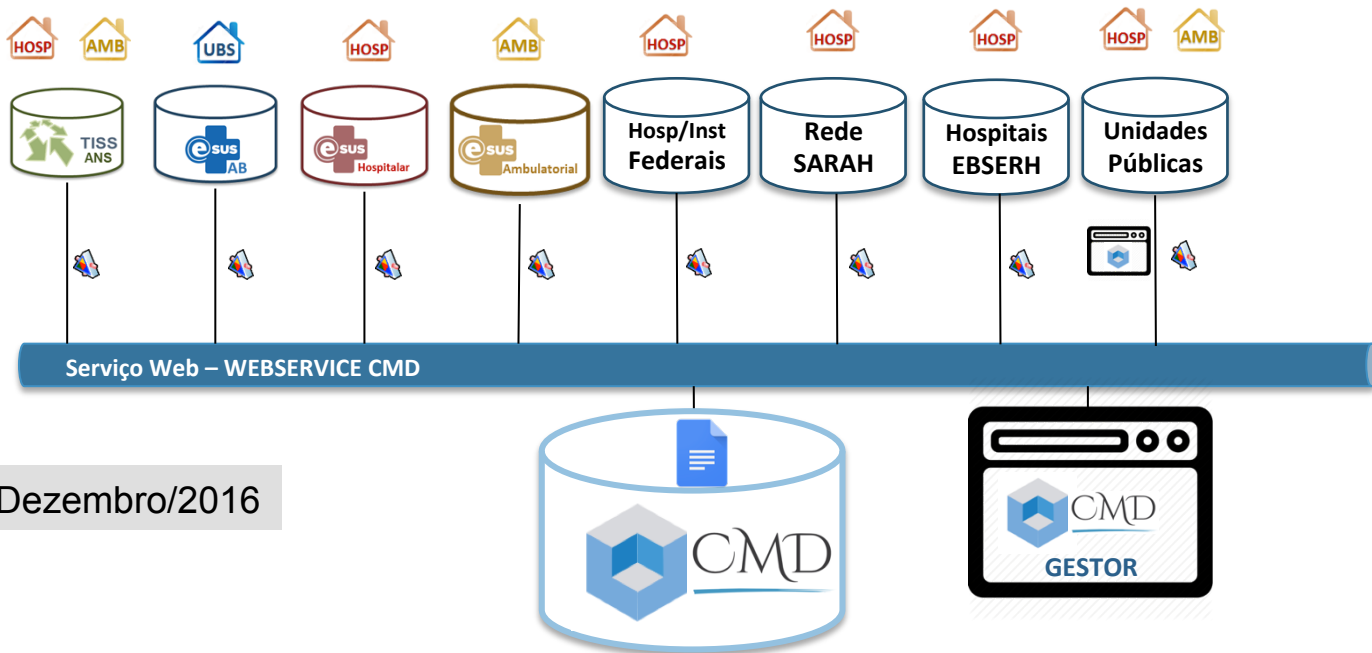 HOSP
AMB
UBS
HOSP
AMB
HOSP
HOSP
HOSP
HOSP
AMB
TISS
ANS
e sus
AB
e sus
Hospitalar
e sus
Ambulatorial
Hosp/Inst
Federais
Rede
SARAH
Hospitais
EBSERH
Unidades
Públicas
Serviço Web – WEBSERVICE CMD
Dezembro/2016
CMD
CMD
GESTOR